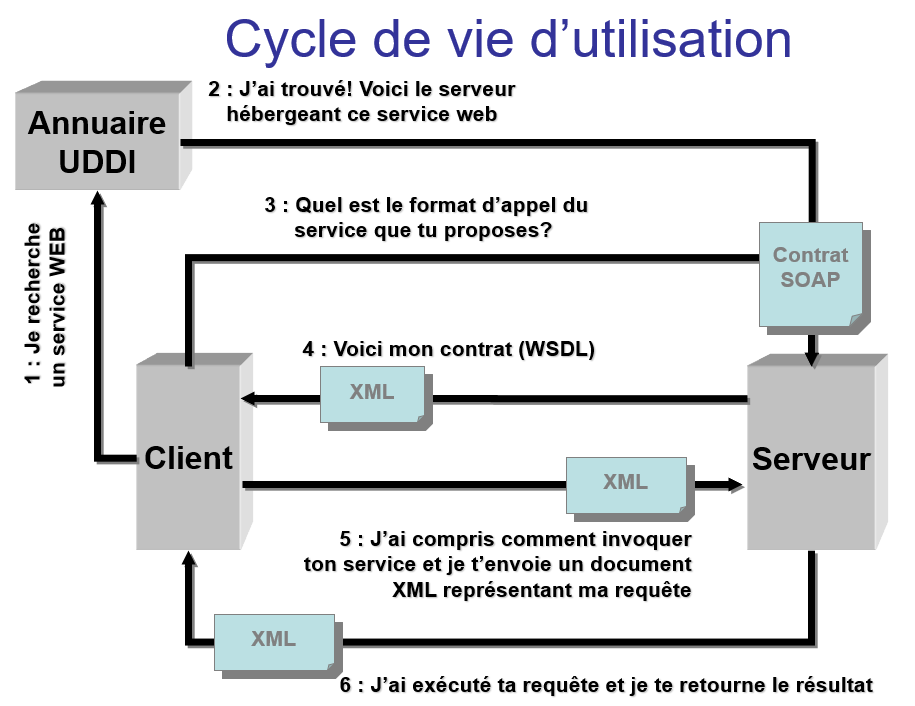 Cycle de vie d’utilisation
2 : J’ai trouvé! Voici le serveur
hébergeant ce service web
Annuaire
UDDI
3 : Quel est le format d’appel du
service que tu proposes?
Contrat
SOAP
1 : Je recherche
un service WEB
4 : Voici mon contrat (WSDL)
XML
Client
Serveur
XML
5 : J’ai compris comment invoquer
ton service et je t’envoie un document
XML représentant ma requête
XML
6 : J’ai exécuté ta requête et je te retourne le résultat